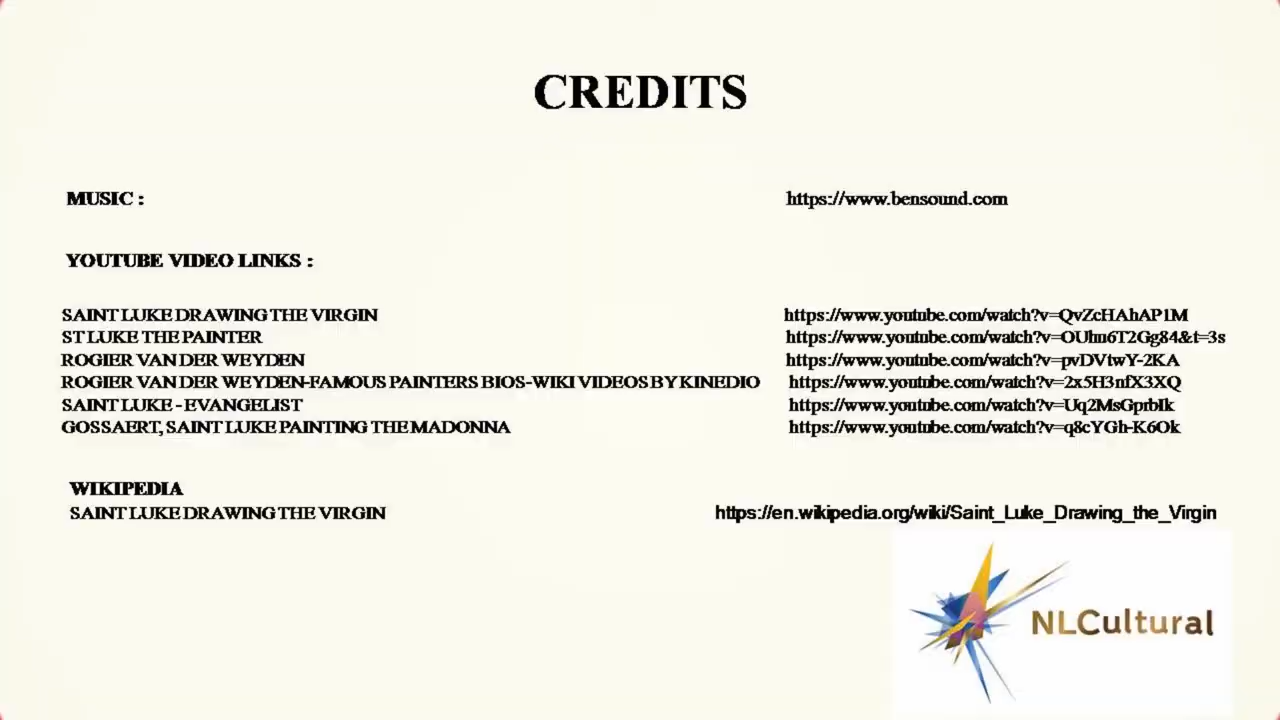 CREDITS
MUSIC : https://www.bensound.com
YOUTUBE VIDEO LINKS :
SAINT LUKE DRAWING THE VIRGIN https://www.youtube.com/watch?v=QvZcHAhAP1M
ST LUKE THE PAINTER https://www.youtube.com/watch?v=OUhu6T2Gg84&t=3s
ROGIER VAN DER WEYDEN https://www.youtube.com/watch?v=pvDVtwY-2KA
ROGIER VAN DER WEYDEN-FAMOUS PAINTERS BIOS-WIKI VIDEOS BY KINEDIO https://www.youtube.com/watch?v=2x5H3nfX3XQ
SAINT LUKE - EVANGELIST https://www.youtube.com/watch?v=Uq2MsGprbIk
GOSSAERT, SAINT LUKE PAINTING THE MADONNA https://www.youtube.com/watch?v=q8cYGh-K6Ok
WIKIPEDIA
SAINT LUKE DRAWING THE VIRGIN https://en.wikipedia.org/wiki/Saint_Luke_Drawing_the_Virgin
NLCultural